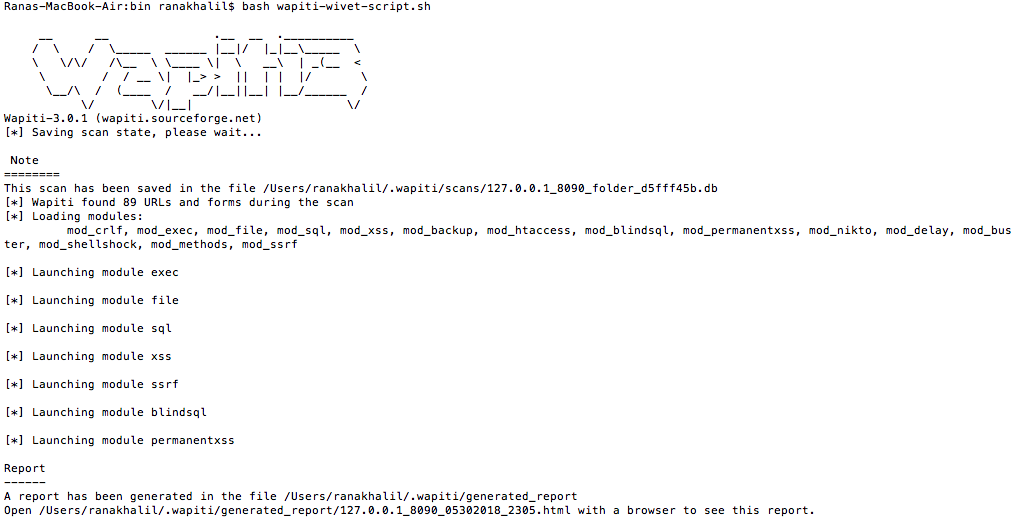 Ranas-MacBook-Air:bin ranakhalil$ bash wapiti-wivet-script.sh
Wapiti-3.0.1 (wapiti.sourceforge.net)
[*] Saving scan state, please wait...
Note
========
This scan has been saved in the file /Users/ranakhalil/.wapiti/scans/127.0.0.1_8090_folder_d5fff45b.db
[*] Wapiti found 89 URLs and forms during the scan
[*] Loading modules:
mod_crlf, mod_exec, mod_file, mod_sql, mod_xss, mod_backup, mod_htaccess, mod_blindsql, mod_permanentxss, mod_nikto, mod_delay, mod_bus
ter, mod_shellshock, mod_methods, mod_ssrf
[*] Launching module exec
[*] Launching module file
[*] Launching module sql
[*] Launching module xss
[*] Launching module ssrf
[*] Launching module blindsql
[*] Launching module permanentxss
Report
------
A report has been generated in the file /Users/ranakhalil/.wapiti/generated_report
Open /Users/ranakhalil/.wapiti/generated_report/127.0.0.1_8090_05302018_2305.html with a browser to see this report.